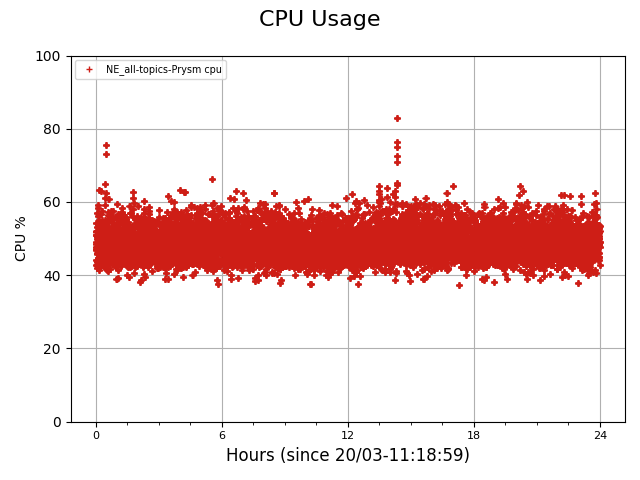 CPU Usage
100
NE_all-topics-Prysm cpu
80
60
CPU %
40
20
0
0 6 12 18 24
Hours (since 20/03-11:18:59)